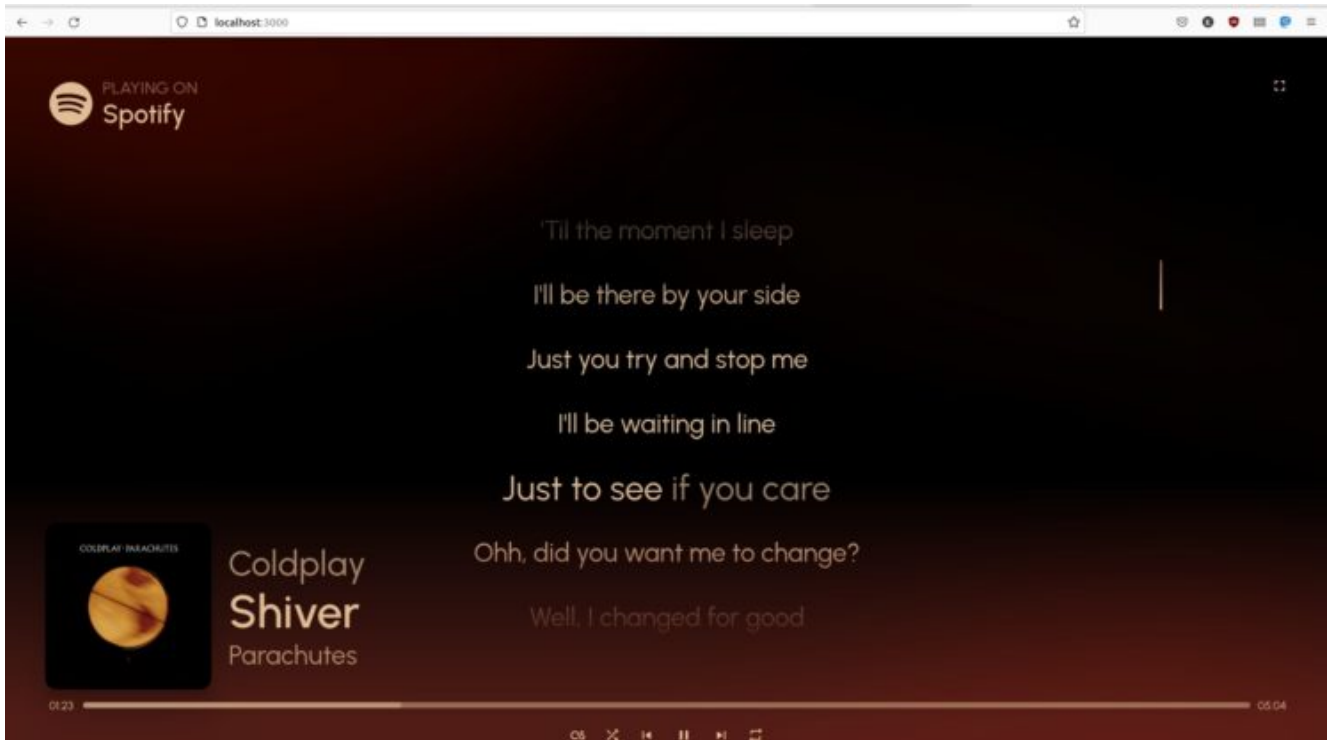 localhost:3000
PLAYING ON
Spotify
'Til the moment I sleep
I'll be there by your side
Just you try and stop me
I'll be waiting in line
Just to see if you care
Ohh, did you want me to change?
Well, I changed for good
COLDPLAY·PARACHUTES
Coldplay
Shiver
Parachutes
01:23
05:04